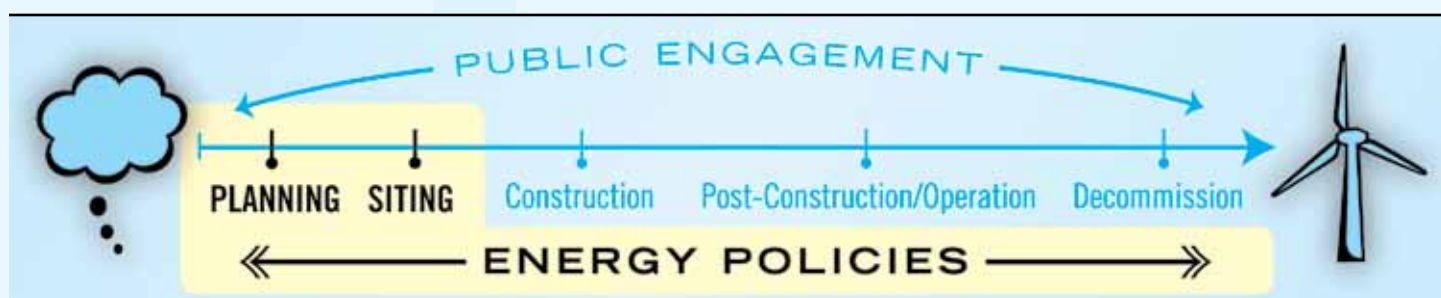 PUBLIC ENGAGEMENT
PLANNING SITING Construction Post-Construction/Operation Decommission
ENERGY POLICIES